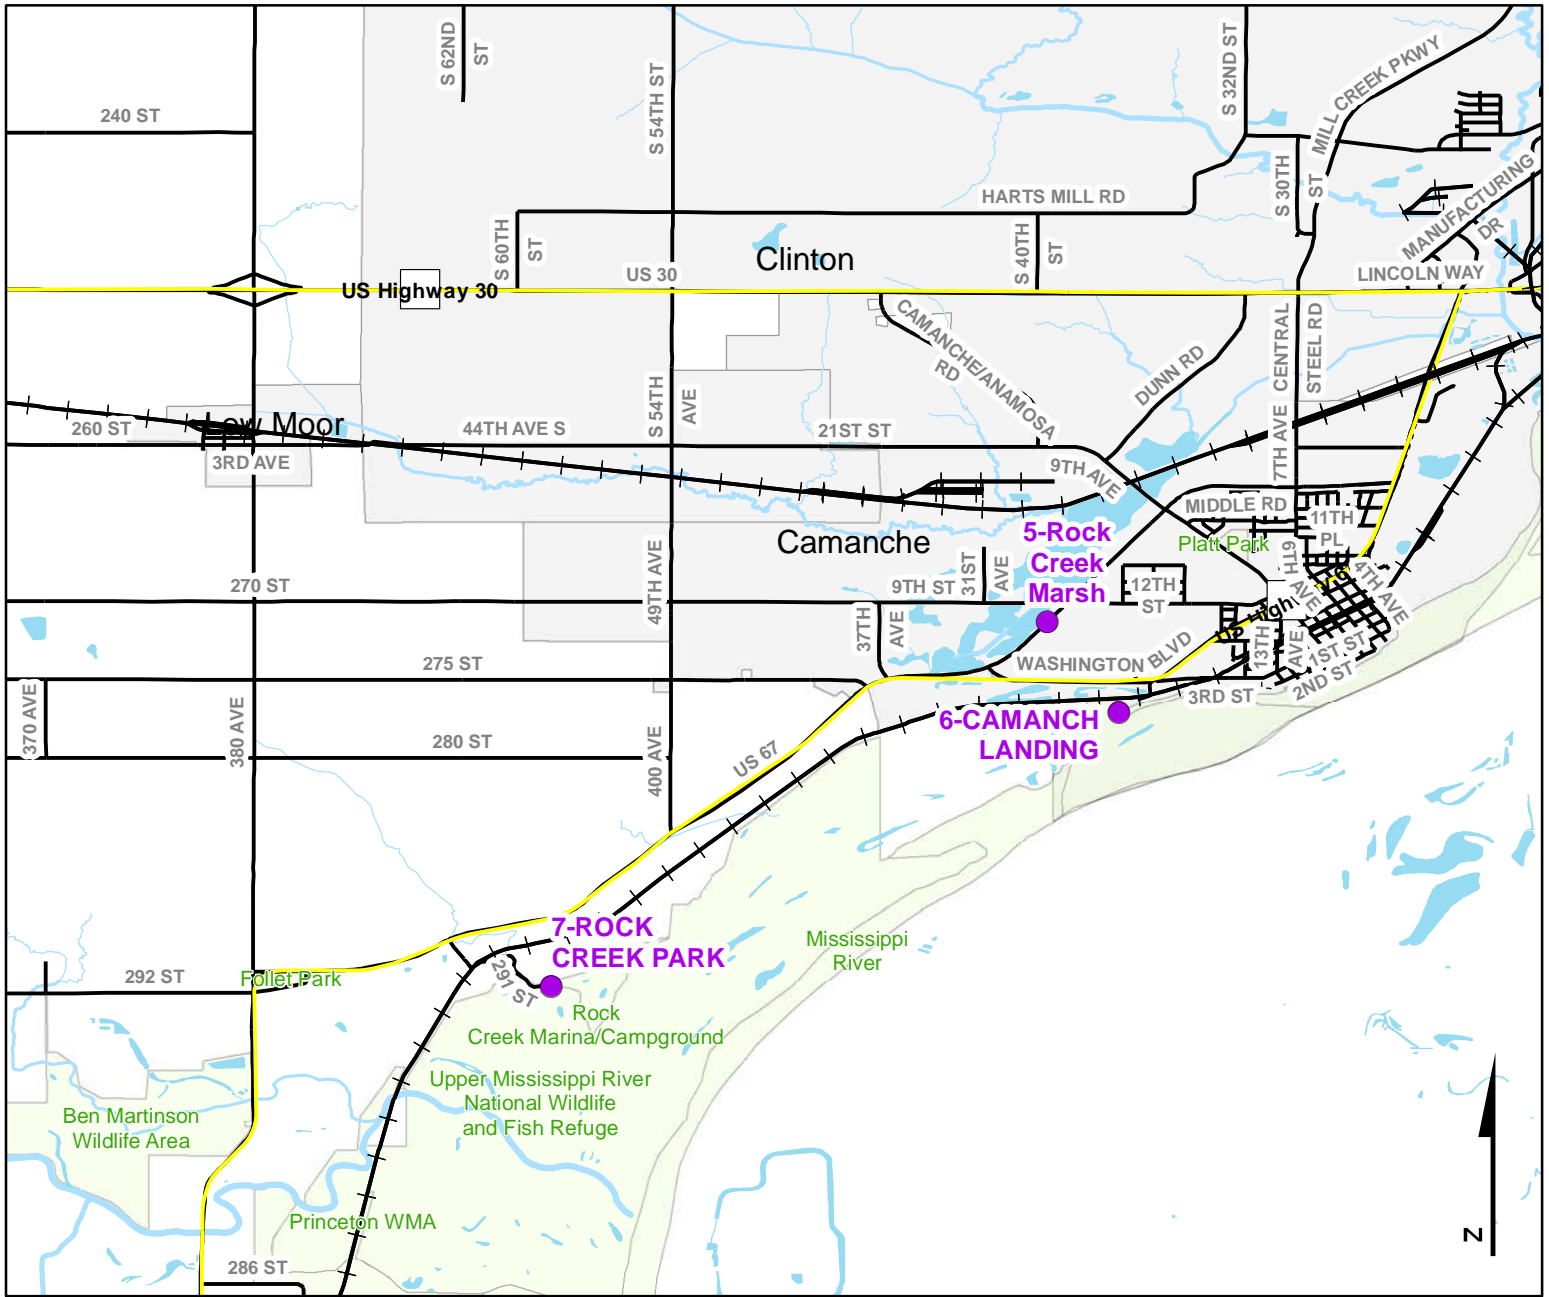 S 62ND
ST
S 54TH ST
S 32ND ST
MILL CREEK PKWY
240 ST
S 30TH
ST
MANUFACTURING
DR
HARTS MILL RD
S 60TH
ST
S 40TH
ST
Clinton
US 30
LINCOLN WAY
US Highway 30
CAMANCHE/ANAMOSA
RD
DUNN RD
7TH AVE CENTRAL
STEEL RD
S 54TH
AVE
Low Moor
260 ST
44TH AVE S
21ST ST
3RD AVE
9TH AVE
MIDDLE RD
11TH
PL
Camanche
5-Rock
Creek
Marsh
Platt Park
9TH AVE
4TH AVE
49TH AVE
270 ST
9TH ST
31ST
AVE
12TH
ST
37TH
AVE
US High
13TH
AVE
1ST ST
2ND ST
275 ST
WASHINGTON BLVD
3RD ST
370 AVE
380 AVE
280 ST
400 AVE
US 67
6-CAMANCH
LANDING
7-ROCK
CREEK PARK
Mississippi
River
292 ST
Follet Park
291 ST
Rock
Creek Marina/Campground
Upper Mississippi River
National Wildlife
and Fish Refuge
Ben Martinson
Wildlife Area
Princeton WMA
286 ST
N